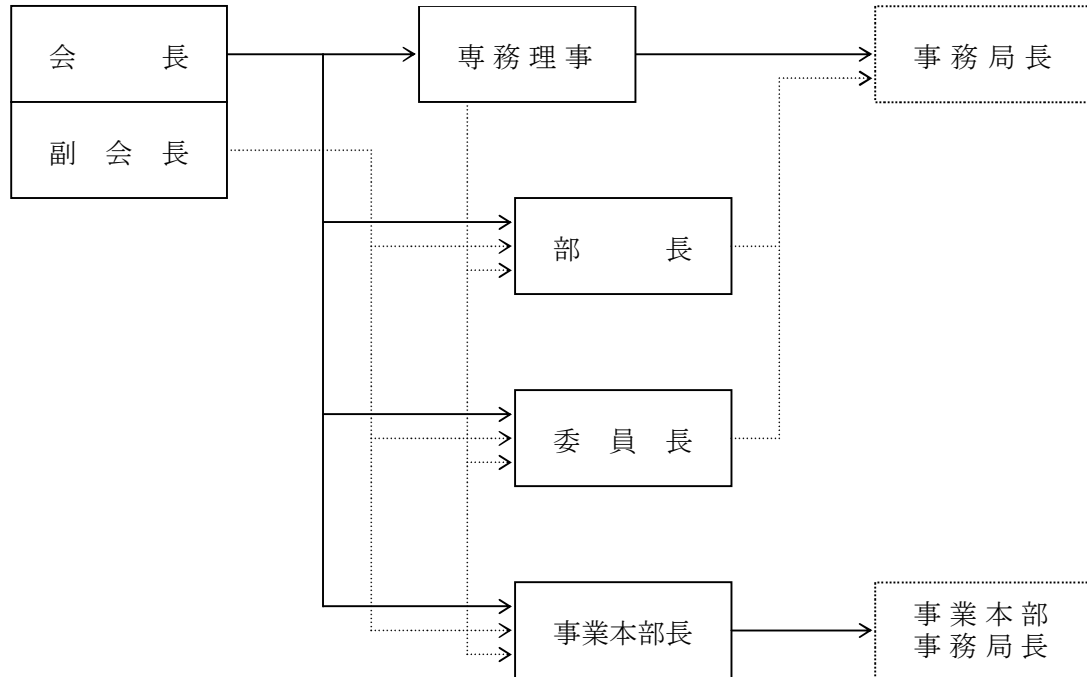 会長
専務理事
事務局長
副会長
部長
委員長
事業本部長
事業本部
事務局長